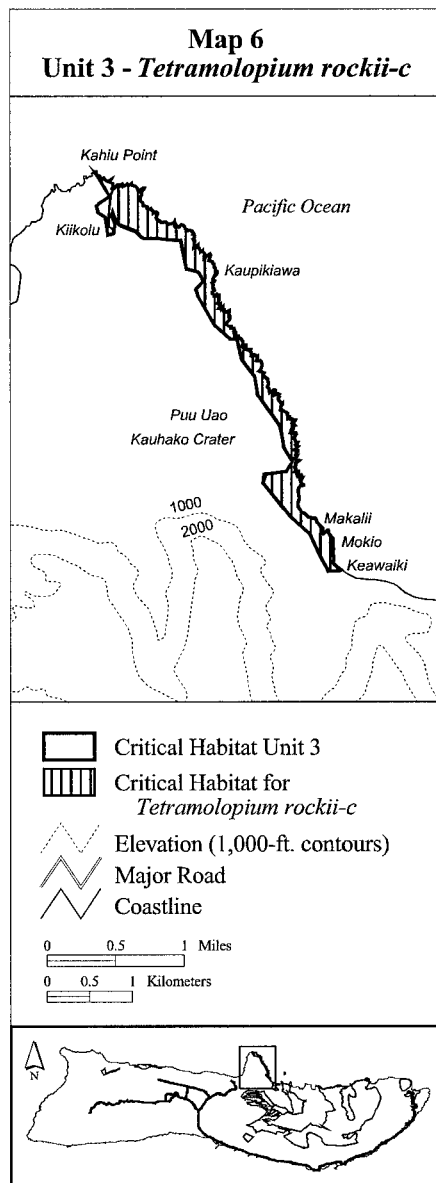 Map 6
Unit 3 - Tetramolopium rockii-c
Kahiu Point
Pacific Ocean
Kiikolu
Kaupikiawa
Puu Uao
Kauhako Crater
1000
2000
Makalii
Mokio
Keawaiki
Critical Habitat Unit 3
Critical Habitat for
Tetramolopium rockii-c
Elevation (1,000-ft. contours)
Major Road
Coastline
0 0.5 1 Miles
0 0.5 1 Kilometers
N